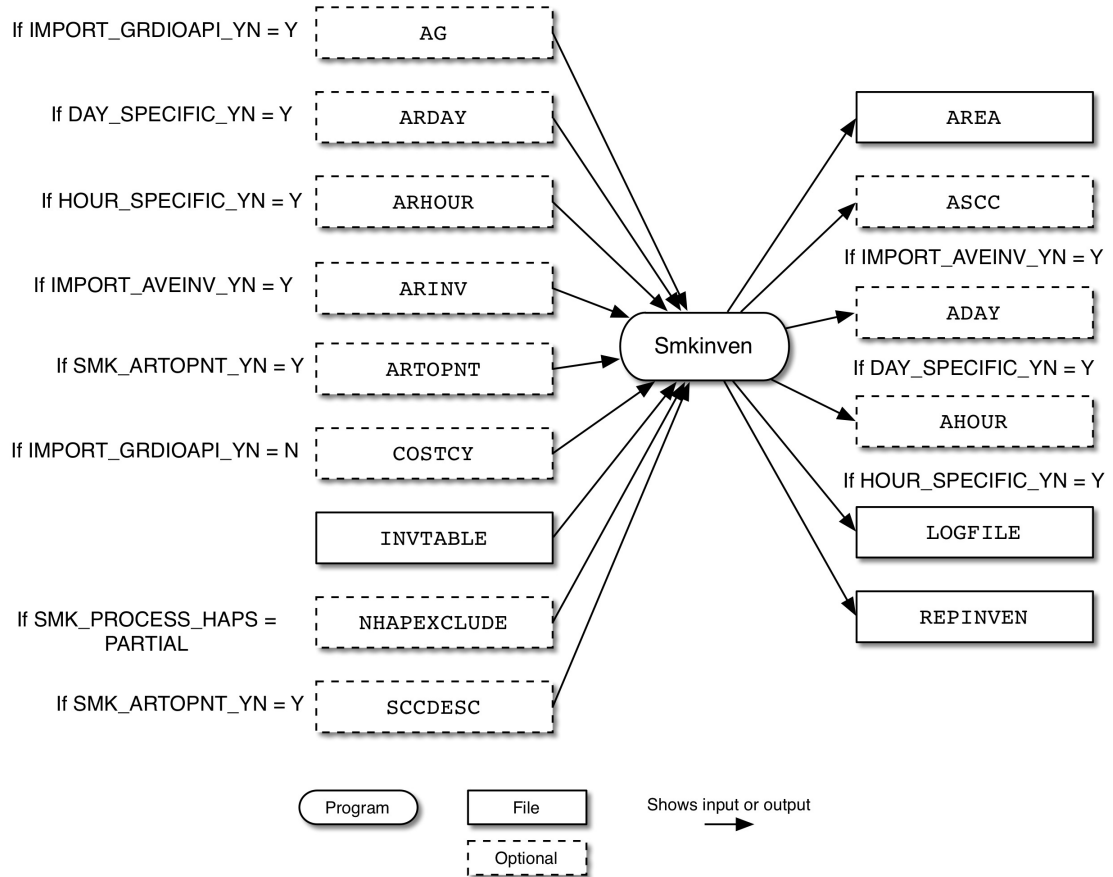 If IMPORT_GRDIOAPI_YN = Y
AG
If DAY_SPECIFIC_YN = Y
ARDAY
If HOUR_SPECIFIC_YN = Y
ARHOUR
If IMPORT_AVEINV_YN = Y
ARINV
If SMK_ARTOPNT_YN = Y
ARTOPNT
If IMPORT_GRDIOAPI_YN = N
COSTCY
INVTABLE
If SMK_PROCESS_HAPS =
PARTIAL
NHAPEXCLUDE
If SMK_ARTOPNT_YN = Y
SCCDESC
Smkinven
AREA
ASCC
If IMPORT_AVEINV_YN = Y
ADAY
If DAY_SPECIFIC_YN = Y
AHOUR
If HOUR_SPECIFIC_YN = Y
LOGFILE
REPINVEN
Program
File
Optional
Shows input or output